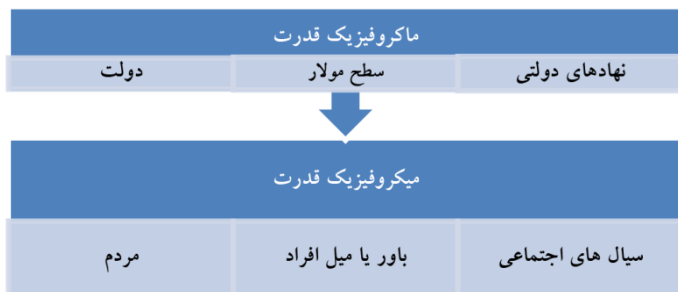 ماکروفیزیک قدرت
نهادهای دولتی سطح مولار دولت
میکروفیزیک قدرت
سیال های اجتماعی باور یا میل افراد مردم